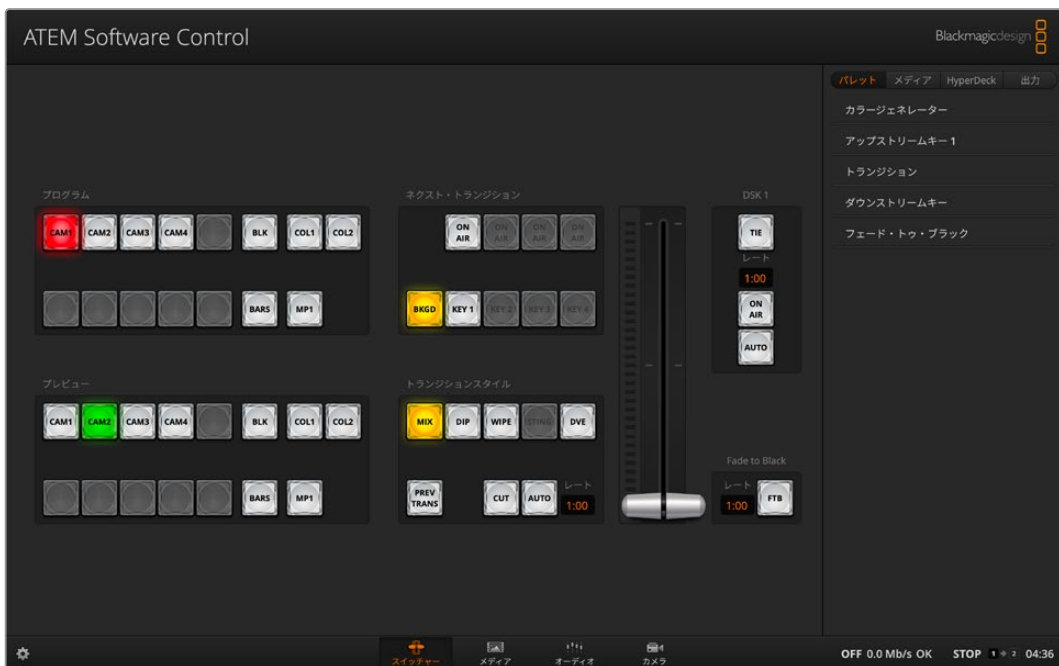 ATEM Software Control
Blackmagicdesign
パレット メディア HyperDeck 出力
カラージェネレーター
アップストリームキー 1
トランジション
ダウンストリームキー
フェード・トゥ・ブラック
プログラム
CAM1 CAM2 CAM3 CAM4 BLK COL1 COL2
BARS MP1
プレビュー
CAM1 CAM2 CAM3 CAM4 BLK COL1 COL2
BARS MP1
ネクスト・トランジション
ON AIR ON AIR ON AIR ON AIR
BKGD KEY 1 KEY 2 KEY 3 KEY 4
トランジションスタイル
MIX DIP WIPE STING DVE
レート
PREV TRANS CUT AUTO 1:00
DSK 1
TIE
レート
1:00
ON AIR
AUTO
Fade to Black
レート
1:00 FTB
スイッチャー メディア オーディオ カメラ
OFF 0.0 Mb/s OK STOP 1 2 04:36